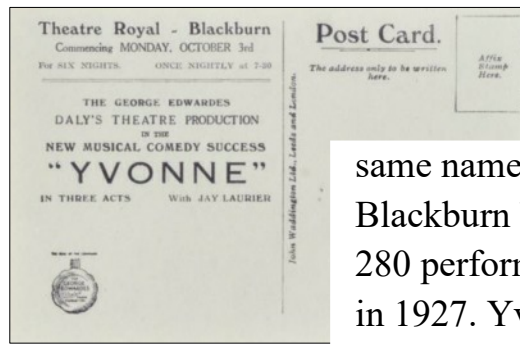 Theatre Royal - Blackburn
Commencing MONDAY, OCTOBER 3rd
For SIX NIGHTS. ONCE NIGHTLY at 7-30
THE GEORGE EDWARDES
DALY'S THEATRE PRODUCTION
IN THE
NEW MUSICAL COMEDY SUCCESS
"YVONNE"
IN THREE ACTS With JAY LAURIER
John Waddington Ltd., Leeds and London.
Post Card.
The address only to be written
here.
Affix
Stamp
Here.
same name
Blackburn
280 perform
in 1927. Yv